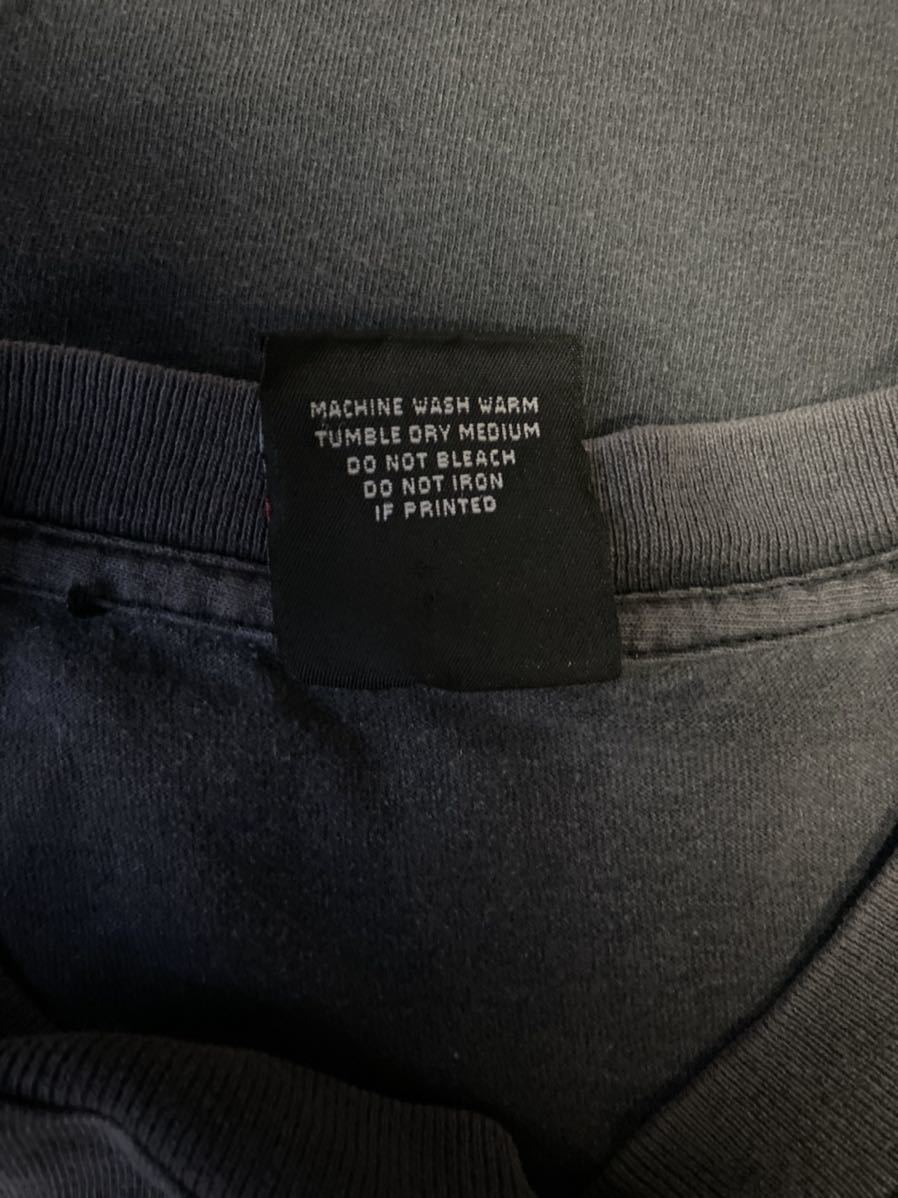 MACHINE WASH WARM
TUMBLE DRY MEDIUM
DO NOT BLEACH
DO NOT IRON
IF PRINTED